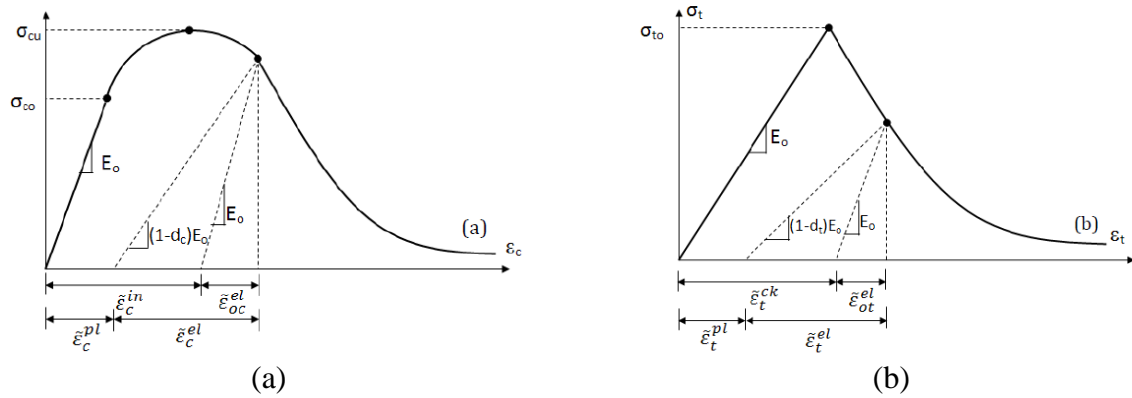 σcu
σco
Eo
(1-dc)Eo
Eo
(a)
εc
ε̃c^in
ε̃oc^el
ε̃c^pl
ε̃c^el
(a)
σt
σto
Eo
(1-dt)Eo
Eo
(b)
εt
ε̃t^ck
ε̃ot^el
ε̃t^pl
ε̃t^el
(b)